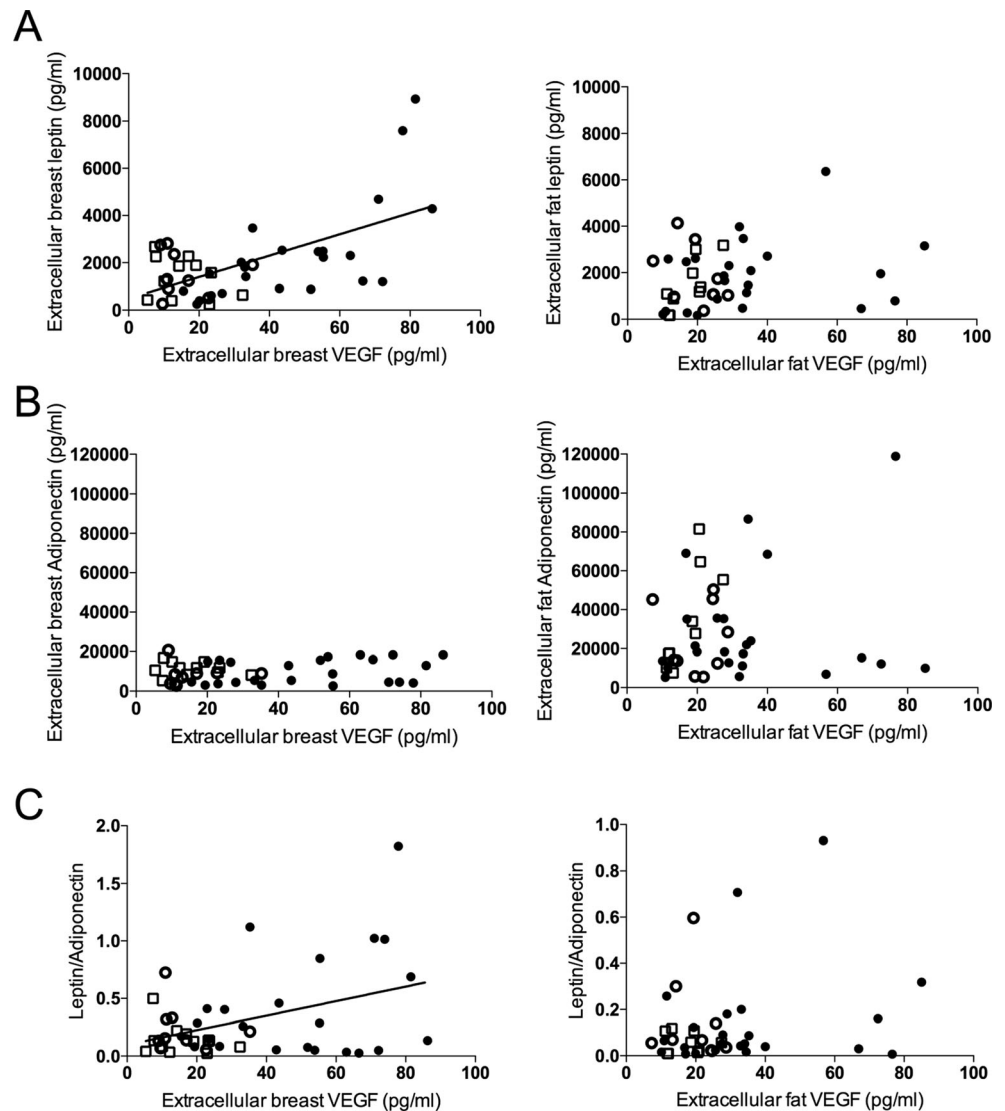 A
Extracellular breast leptin (pg/ml)
10000
8000
6000
4000
2000
0
0 20 40 60 80 100
Extracellular breast VEGF (pg/ml)
Extracellular fat leptin (pg/ml)
10000
8000
6000
4000
2000
0
0 20 40 60 80 100
Extracellular fat VEGF (pg/ml)
B
Extracellular breast Adiponectin (pg/ml)
120000
100000
80000
60000
40000
20000
0
0 20 40 60 80 100
Extracellular breast VEGF (pg/ml)
Extracellular fat Adiponectin (pg/ml)
120000
100000
80000
60000
40000
20000
0
0 20 40 60 80 100
Extracellular fat VEGF (pg/ml)
C
Leptin/Adiponectin
2.0
1.5
1.0
0.5
0.0
0 20 40 60 80 100
Extracellular breast VEGF (pg/ml)
Leptin/Adiponectin
1.0
0.8
0.6
0.4
0.2
0.0
0 20 40 60 80 100
Extracellular fat VEGF (pg/ml)